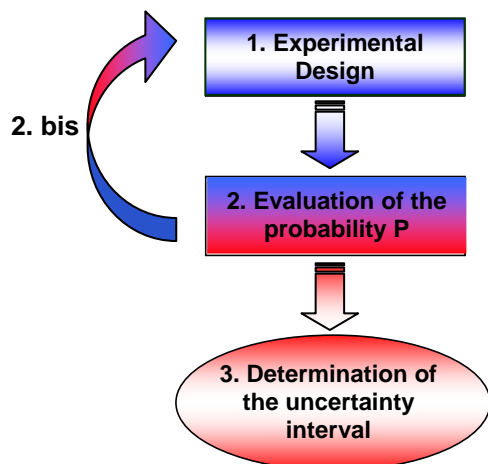 1. Experimental
Design
2. bis
2. Evaluation of the
probability P
3. Determination of
the uncertainty
interval